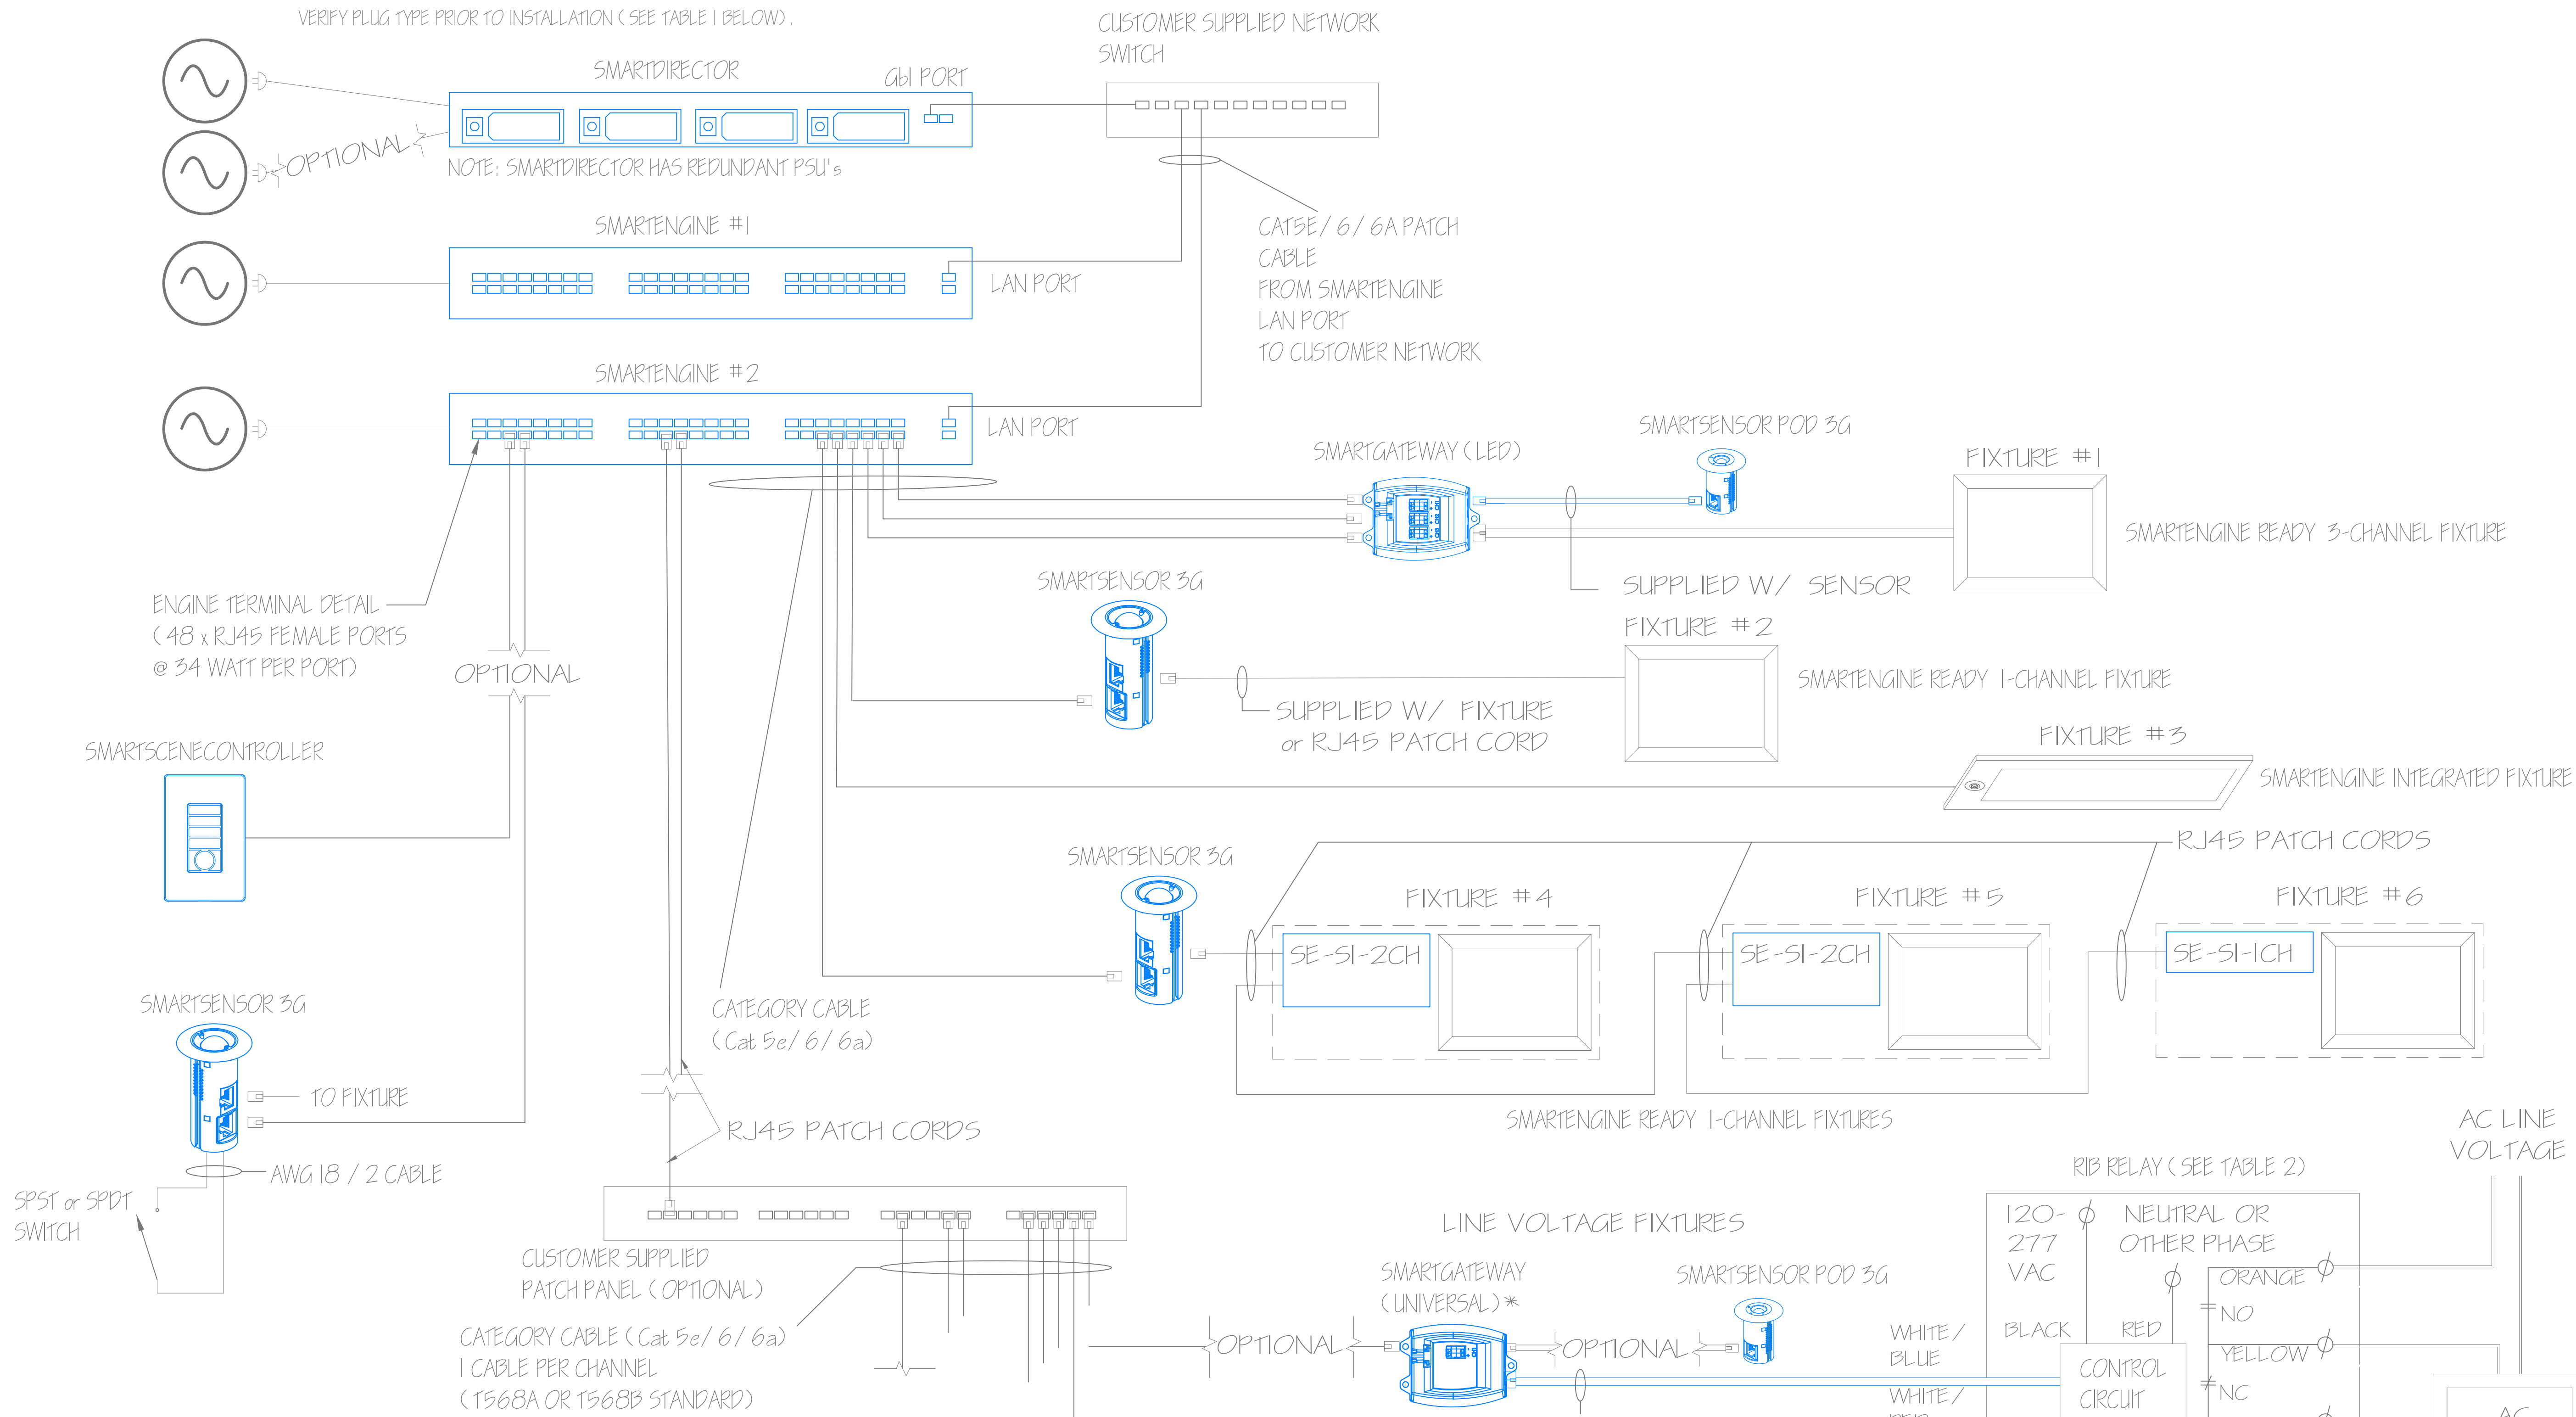 VERIFY PLUG TYPE PRIOR TO INSTALLATION (SEE TABLE 1 BELOW).
CUSTOMER SUPPLIED NETWORK
SWITCH
SMARTDIRECTOR
Gb1 PORT
OPTIONAL
NOTE: SMARTDIRECTOR HAS REDUNDANT PSU's
SMARTENGINE #1
LAN PORT
CAT5E/ 6 / 6A PATCH
CABLE
FROM SMARTENGINE
LAN PORT
TO CUSTOMER NETWORK
SMARTENGINE #2
LAN PORT
SMARTGATEWAY (LED)
SMARTSENSOR POD 3G
FIXTURE #1
SMARTENGINE READY 3-CHANNEL FIXTURE
SUPPLIED W/ SENSOR
ENGINE TERMINAL DETAIL
(48 x RJ45 FEMALE PORTS
@ 34 WATT PER PORT)
OPTIONAL
SMARTSENSOR 3G
FIXTURE #2
SMARTENGINE READY 1-CHANNEL FIXTURE
SUPPLIED W/ FIXTURE
or RJ45 PATCH CORD
FIXTURE #3
SMARTENGINE INTEGRATED FIXTURE
SMARTSCENECONTROLLER
RJ45 PATCH CORDS
SMARTSENSOR 3G
FIXTURE #4
FIXTURE #5
FIXTURE #6
SE-SI-2CH
SE-SI-2CH
SE-SI-1CH
CATEGORY CABLE
(Cat 5e/ 6/ 6a)
SMARTSENSOR 3G
TO FIXTURE
SMARTENGINE READY 1-CHANNEL FIXTURES
RJ45 PATCH CORDS
AWG 18 / 2 CABLE
SPST or SPDT
SWITCH
AC LINE
VOLTAGE
RIB RELAY (SEE TABLE 2)
CUSTOMER SUPPLIED
PATCH PANEL (OPTIONAL)
LINE VOLTAGE FIXTURES
120-
277
VAC
NEUTRAL OR
OTHER PHASE
SMARTGATEWAY
(UNIVERSAL)*
SMARTSENSOR POD 3G
ORANGE
NO
CATEGORY CABLE (Cat 5e/ 6/ 6a)
1 CABLE PER CHANNEL
(T568A OR T568B STANDARD)
OPTIONAL
OPTIONAL
WHITE/
BLUE
BLACK
RED
YELLOW
CONTROL
CIRCUIT
NC
WHITE/
AC